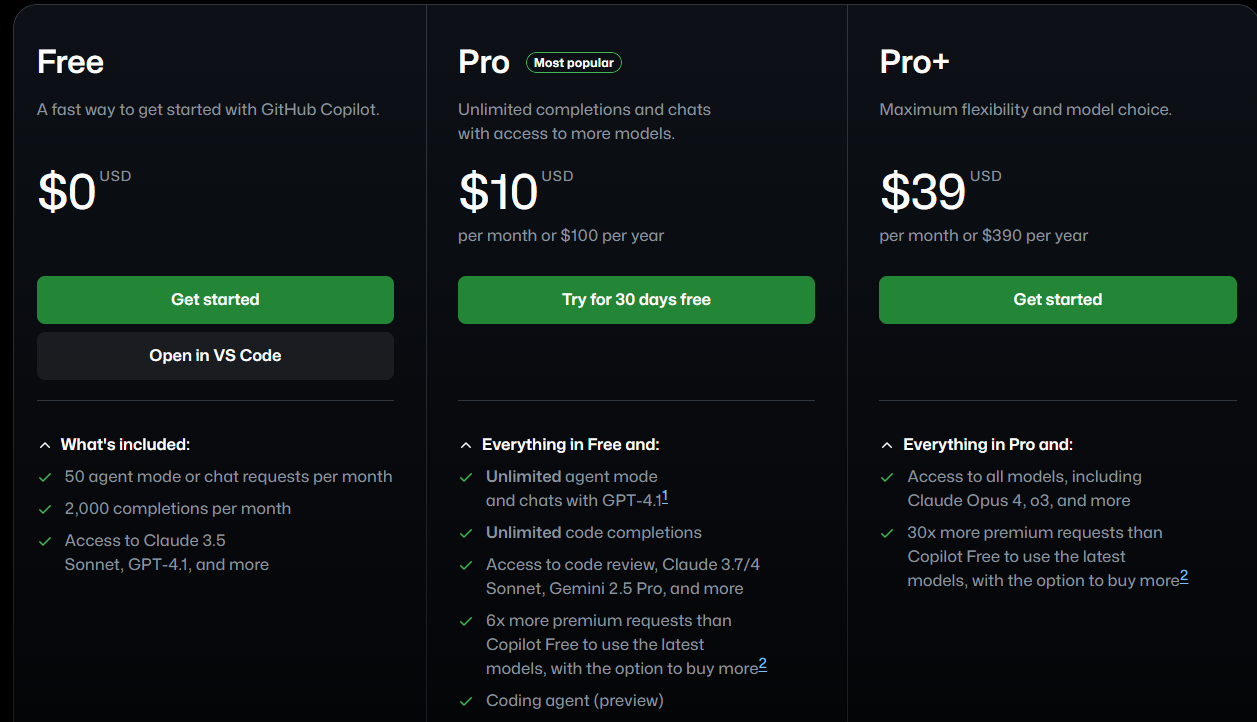 Free
A fast way to get started with GitHub Copilot.
$0 USD
Get started
Open in VS Code
What's included:
50 agent mode or chat requests per month
2,000 completions per month
Access to Claude 3.5
Sonnet, GPT-4.1, and more
Pro Most popular
Unlimited completions and chats
with access to more models.
$10 USD
per month or $100 per year
Try for 30 days free
Everything in Free and:
Unlimited agent mode
and chats with GPT-4.1¹
Unlimited code completions
Access to code review, Claude 3.7/4
Sonnet, Gemini 2.5 Pro, and more
6x more premium requests than
Copilot Free to use the latest
models, with the option to buy more²
Coding agent (preview)
Pro+
Maximum flexibility and model choice.
$39 USD
per month or $390 per year
Get started
Everything in Pro and:
Access to all models, including
Claude Opus 4, o3, and more
30x more premium requests than
Copilot Free to use the latest
models, with the option to buy more²